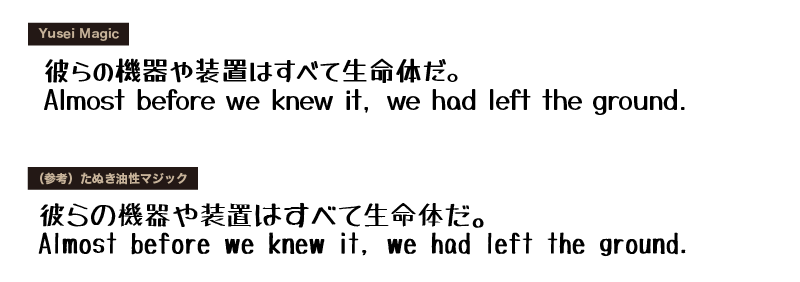 Yusei Magic
彼らの機器や装置はすべて生命体だ。
Almost before we knew it, we had left the ground.
（参考）たぬき油性マジック
彼らの機器や装置はすべて生命体だ。
Almost before we knew it, we had left the ground.